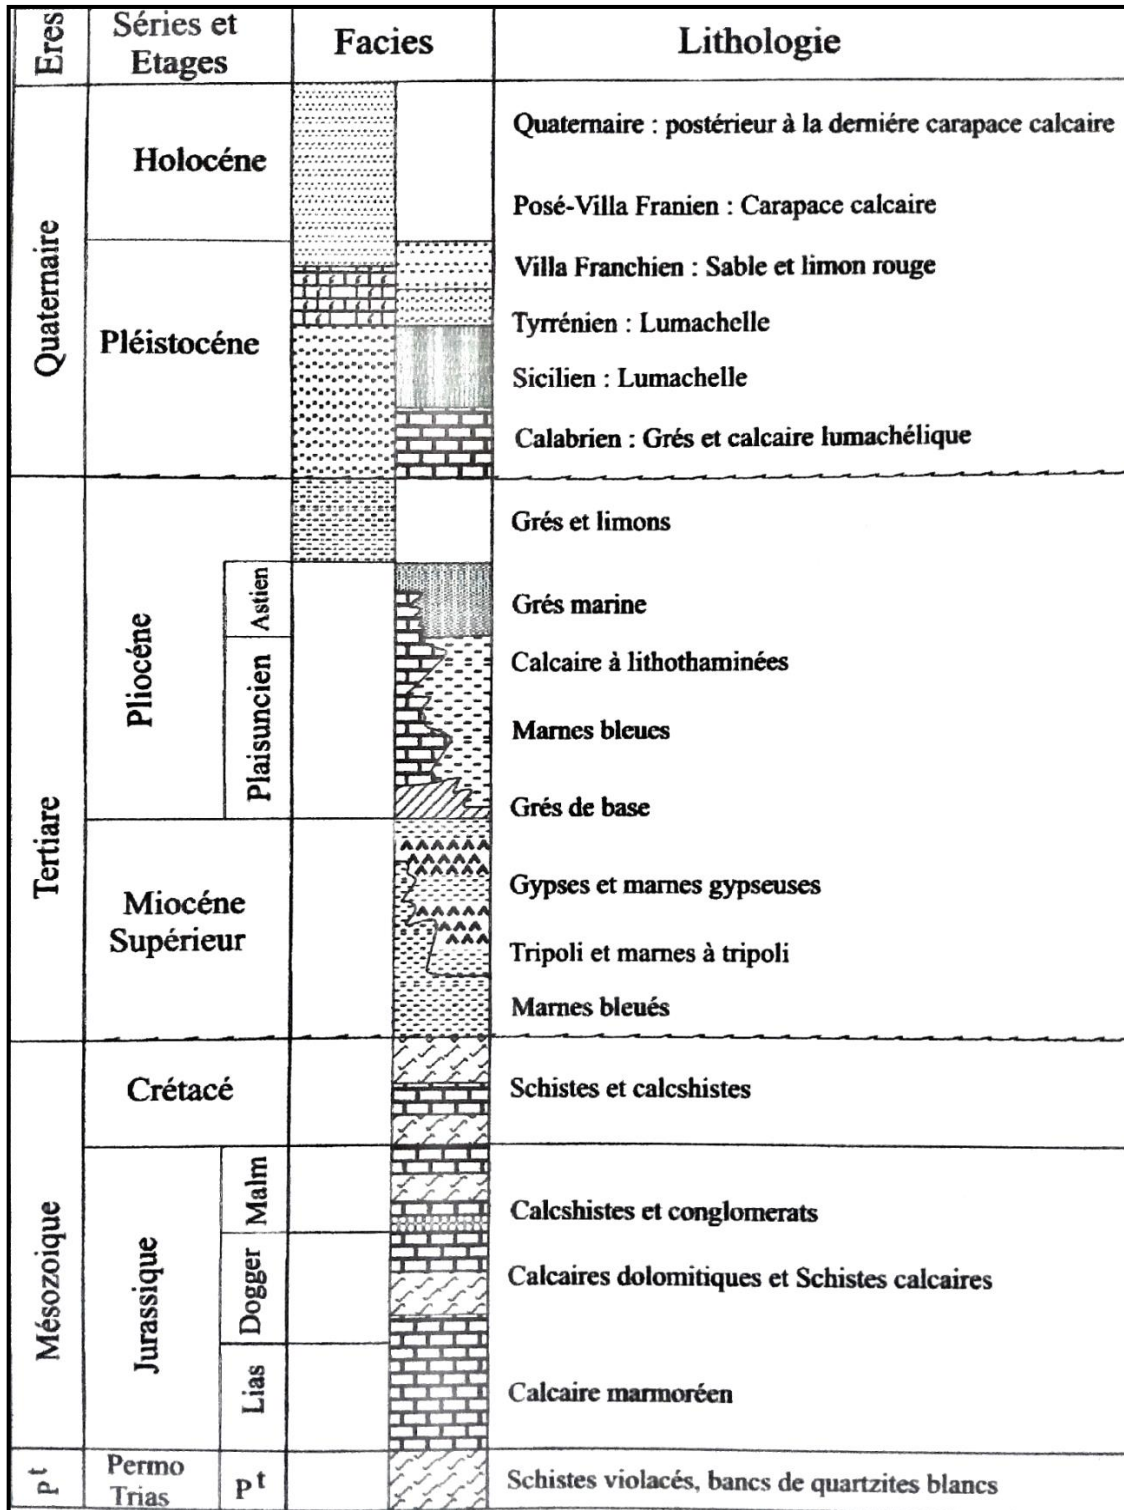 Eres
Séries et
Etages
Facies
Lithologie
Quaternaire
Holocéne
Quaternaire : postérieur à la derniére carapace calcaire
Posé-Villa Franien : Carapace calcaire
Pléistocéne
Villa Franchien : Sable et limon rouge
Tyrrénien : Lumachelle
Sicilien : Lumachelle
Calabrien : Grés et calcaire lumachélique
Tertiare
Pliocéne
Grés et limons
Astien
Grés marine
Plaisuncien
Calcaire à lithothaminées
Marnes bleues
Grés de base
Miocéne
Supérieur
Gypses et marnes gypseuses
Tripoli et marnes à tripoli
Marnes bleués
Mésozoique
Crétacé
Schistes et calcshistes
Jurassique
Malm
Calcshistes et conglomerats
Dogger
Calcaires dolomitiques et Schistes calcaires
Lias
Calcaire marmoréen
P t
Permo
Trias
P t
Schistes violacés, bancs de quartzites blancs